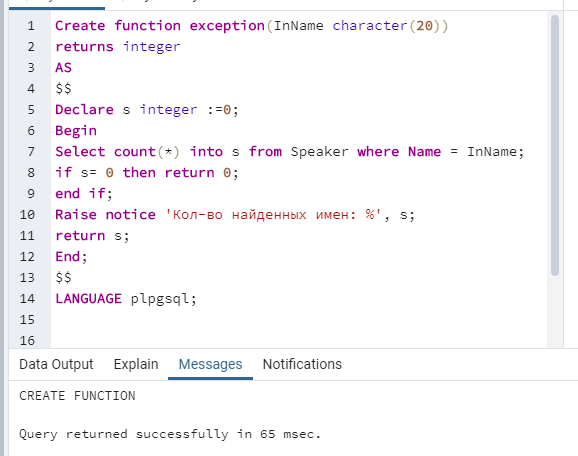 1 Create function exception(InName character(20))
2 returns integer
3 AS
4 $$
5 Declare s integer :=0;
6 Begin
7 Select count(*) into s from Speaker where Name = InName;
8 if s= 0 then return 0;
9 end if;
10 Raise notice 'Кол-во найденных имен: %', s;
11 return s;
12 End;
13 $$
14 LANGUAGE plpgsql;
15
16
Data Output Explain Messages Notifications
CREATE FUNCTION
Query returned successfully in 65 msec.